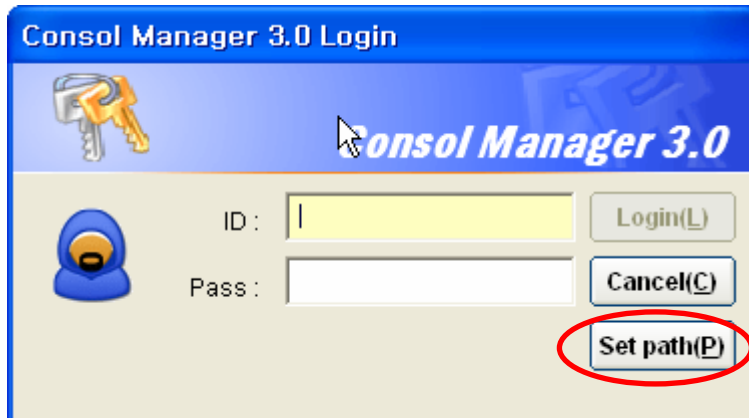 Consol Manager 3.0 Login
Consol Manager 3.0
ID :
Login(L)
Pass :
Cancel(C)
Set path(P)